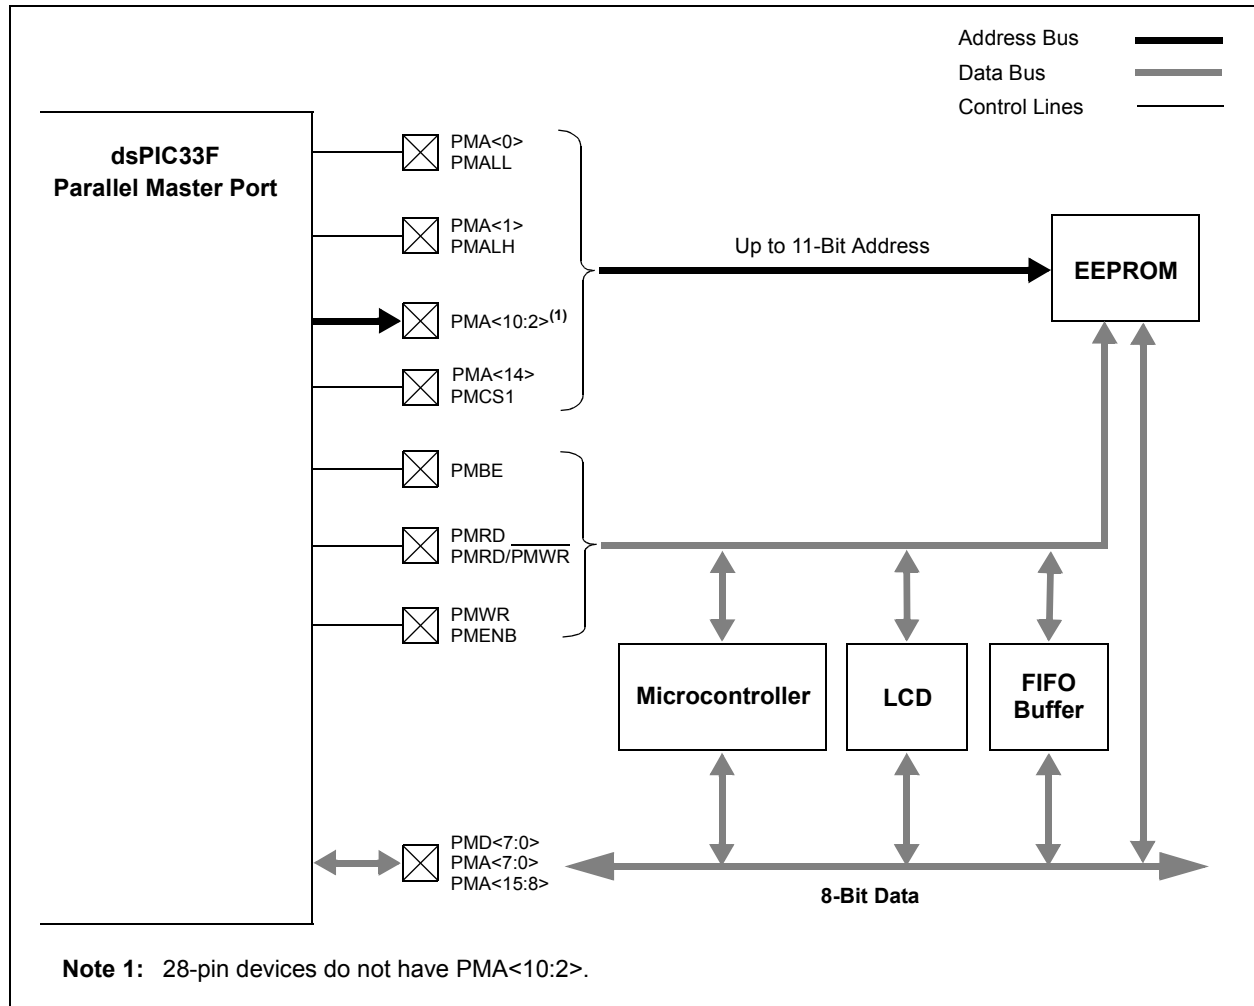 Address Bus
Data Bus
Control Lines
dsPIC33F
Parallel Master Port
PMA<0>
PMALL
PMA<1>
PMALH
Up to 11-Bit Address
EEPROM
PMA<10:2>(1)
PMA<14>
PMCS1
PMBE
PMRD
PMRD/PMWR
PMWR
PMENB
Microcontroller
LCD
FIFO
Buffer
PMD<7:0>
PMA<7:0>
PMA<15:8>
8-Bit Data
Note 1: 28-pin devices do not have PMA<10:2>.